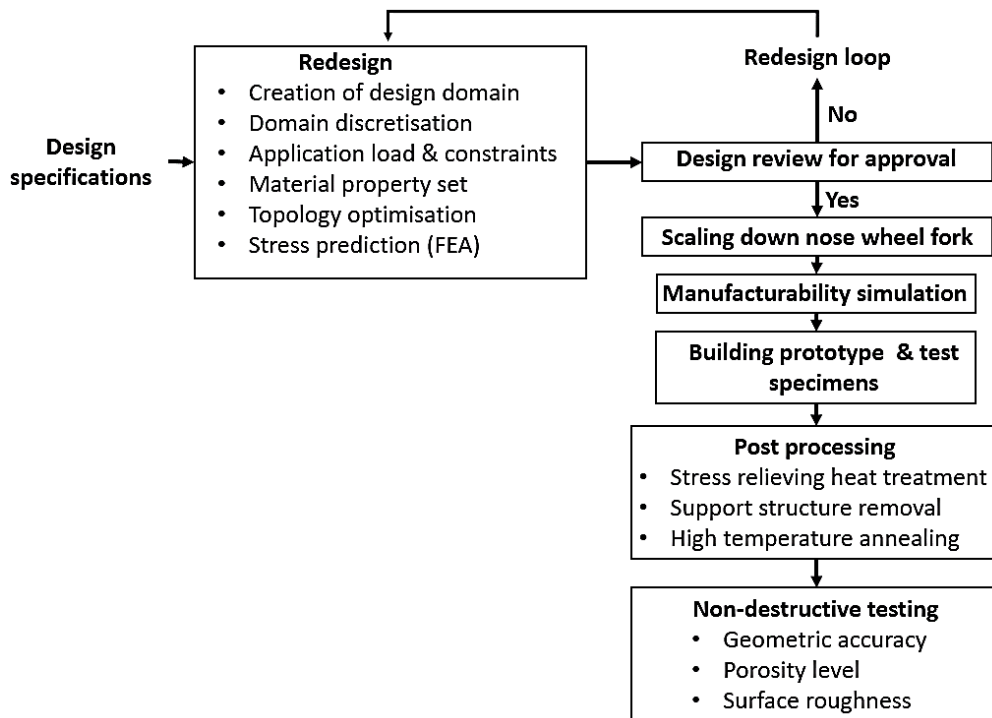 Design
specifications
Redesign
• Creation of design domain
• Domain discretisation
• Application load & constraints
• Material property set
• Topology optimisation
• Stress prediction (FEA)
Redesign loop
No
Design review for approval
Yes
Scaling down nose wheel fork
Manufacturability simulation
Building prototype & test
specimens
Post processing
• Stress relieving heat treatment
• Support structure removal
• High temperature annealing
Non-destructive testing
• Geometric accuracy
• Porosity level
• Surface roughness